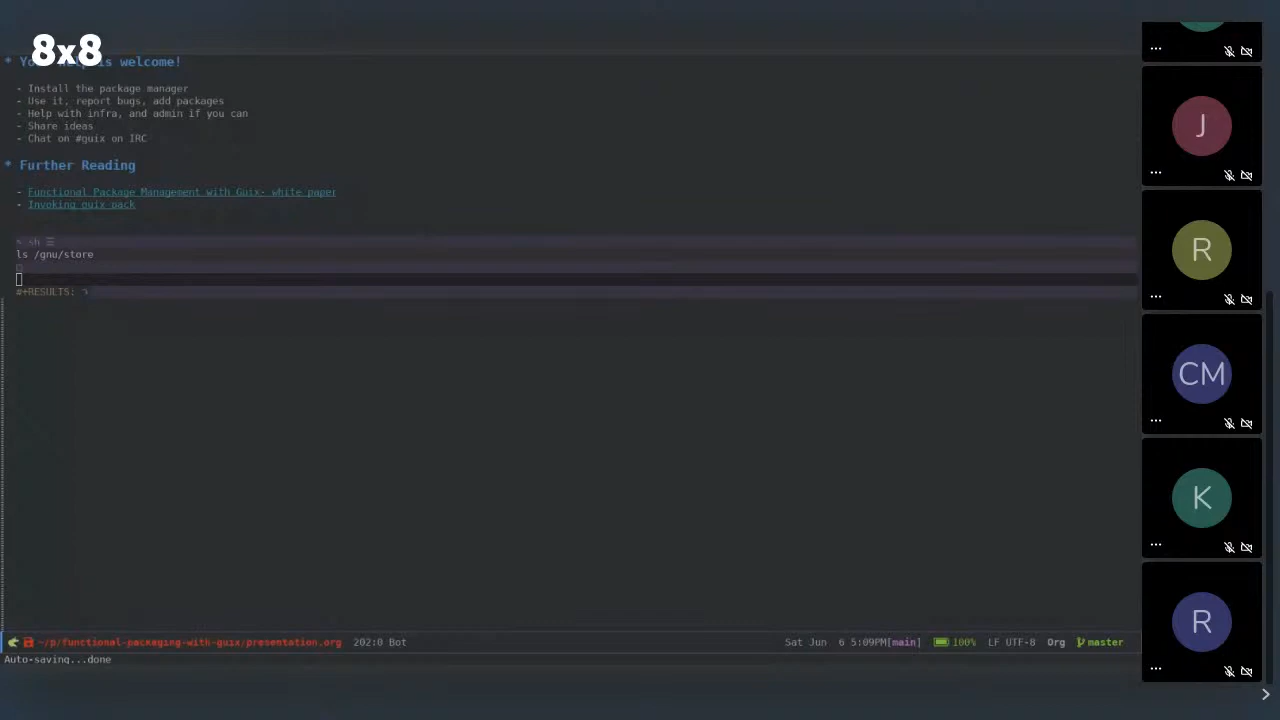 8x8
* Your help is welcome!
- Install the package manager
- Use it, report bugs, add packages
- Help with infra, and admin if you can
- Share ideas
- Chat on #guix on IRC
* Further Reading
- Functional Package Management with Guix- white paper
- Invoking guix pack
sh
ls /gnu/store
#+RESULTS:
~/p/functional-packaging-with-guix/presentation.org 202:0 Bot Sat Jun 6 5:09PM[main] 100% LF UTF-8 Org master
Auto-saving...done
J
R
CM
K
R